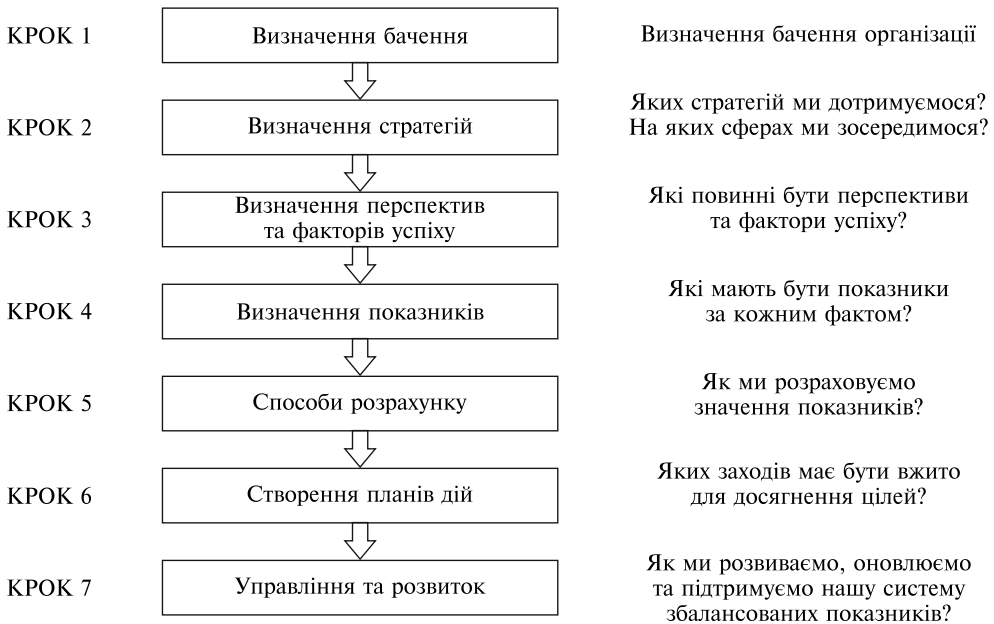 КРОК 1
Визначення бачення
Визначення бачення організації
КРОК 2
Визначення стратегій
Яких стратегій ми дотримуємося?
На яких сферах ми зосередимося?
КРОК 3
Визначення перспектив
та факторів успіху
Які повинні бути перспективи
та фактори успіху?
КРОК 4
Визначення показників
Які мають бути показники
за кожним фактом?
КРОК 5
Способи розрахунку
Як ми розраховуємо
значення показників?
КРОК 6
Створення планів дій
Яких заходів має бути вжито
для досягнення цілей?
КРОК 7
Управління та розвиток
Як ми розвиваємо, оновлюємо
та підтримуємо нашу систему
збалансованих показників?